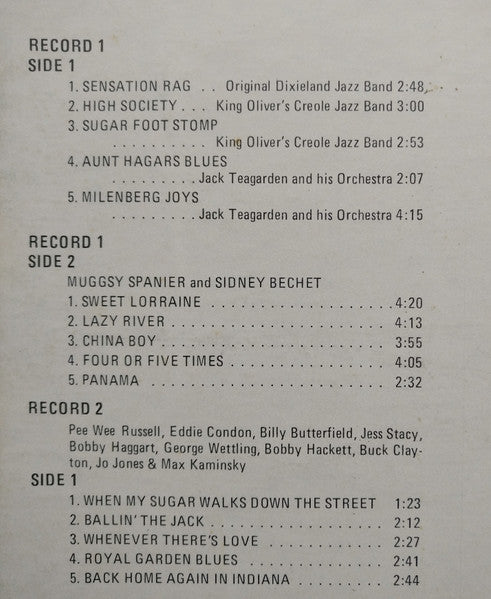 RECORD 1
SIDE 1
1. SENSATION RAG . . Original Dixieland Jazz Band 2:48
2. HIGH SOCIETY . . . King Oliver's Creole Jazz Band 3:00
3. SUGAR FOOT STOMP
. . . . . . . . . . King Oliver's Creole Jazz Band 2:53
4. AUNT HAGARS BLUES
. . . . . . . . . Jack Teagarden and his Orchestra 2:07
5. MILENBERG JOYS
. . . . . . . . . Jack Teagarden and his Orchestra 4:15
RECORD 1
SIDE 2
MUGGSY SPANIER and SIDNEY BECHET
1. SWEET LORRAINE . . . . . . . . . . . . . . . . . . 4:20
2. LAZY RIVER . . . . . . . . . . . . . . . . . . . . . 4:13
3. CHINA BOY . . . . . . . . . . . . . . . . . . . . . 3:55
4. FOUR OR FIVE TIMES . . . . . . . . . . . . . . . 4:05
5. PANAMA . . . . . . . . . . . . . . . . . . . . . . 2:32
RECORD 2
Pee Wee Russell, Eddie Condon, Billy Butterfield, Jess Stacy,
Bobby Haggart, George Wettling, Bobby Hackett, Buck Clay-
ton, Jo Jones & Max Kaminsky
SIDE 1
1. WHEN MY SUGAR WALKS DOWN THE STREET 1:23
2. BALLIN' THE JACK . . . . . . . . . . . . . . . . . 2:12
3. WHENEVER THERE'S LOVE . . . . . . . . . . . . 2:27
4. ROYAL GARDEN BLUES . . . . . . . . . . . . . . 2:41
5. BACK HOME AGAIN IN INDIANA . . . . . . . . . 2:44